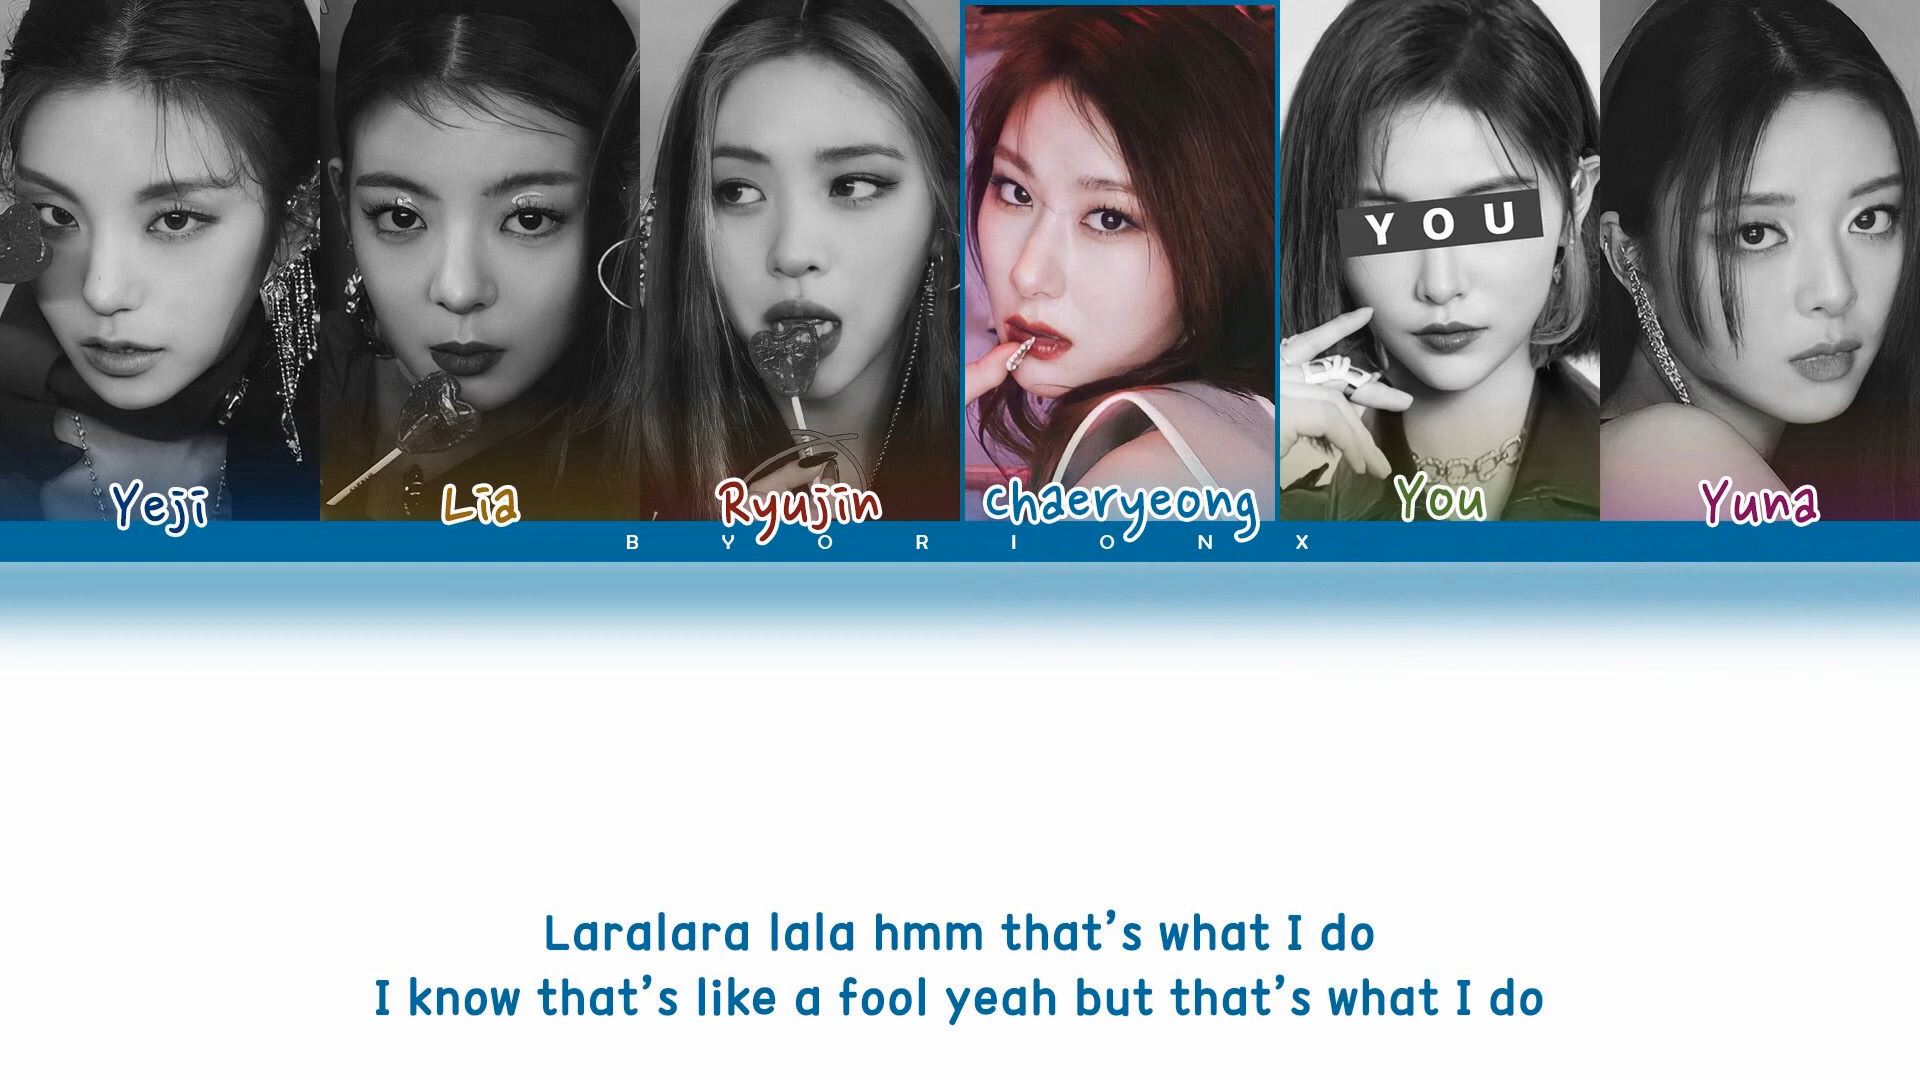 YOU
Yeji Lia Ryujin chaeryeong You Yuna
BYORIONX
Laralara lala hmm that's what I do
I know that's like a fool yeah but that's what I do